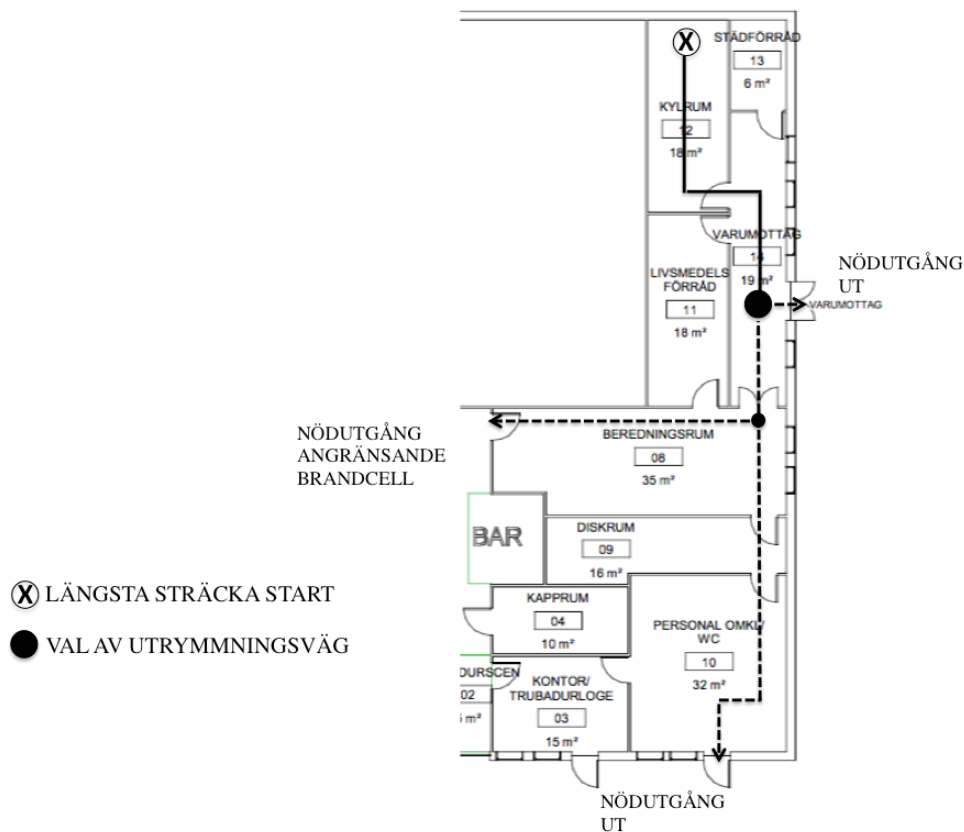 X
STÄDFÖRRÅD
13
6 m²
KYLRUM
12
18 m²
VARUMOTTAG
14
19 m²
NÖDUTGÅNG
UT
VARUMOTTAG
LIVSMEDELS
FÖRRÅD
11
18 m²
NÖDUTGÅNG
ANGRÄNSANDE
BRANDCELL
BEREDNINGSRUM
08
35 m²
BAR
DISKRUM
09
16 m²
X LÄNGSTA STRÄCKA START
KAPPRUM
04
10 m²
VAL AV UTRYMMNINGSVÄG
PERSONAL OMKL/
WC
10
32 m²
DURSCEN
02
m²
KONTOR/
TRUBADURLOGE
03
15 m²
NÖDUTGÅNG
UT